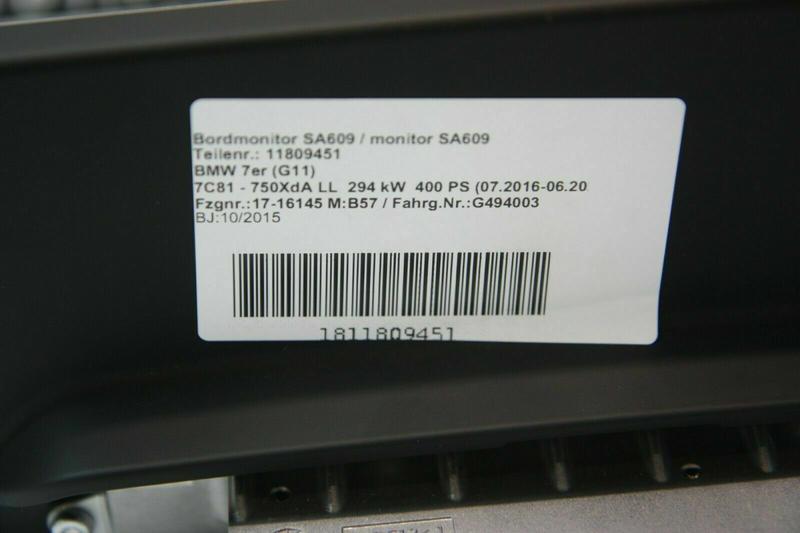 Bordmonitor SA609 / monitor SA609
Teilenr.: 11809451
BMW 7er (G11)
7C81 - 750XdA LL 294 kW 400 PS (07.2016-06.20
Fzgnr.:17-16145 M:B57 / Fahrg.Nr.:G494003
BJ:10/2015
1811809451